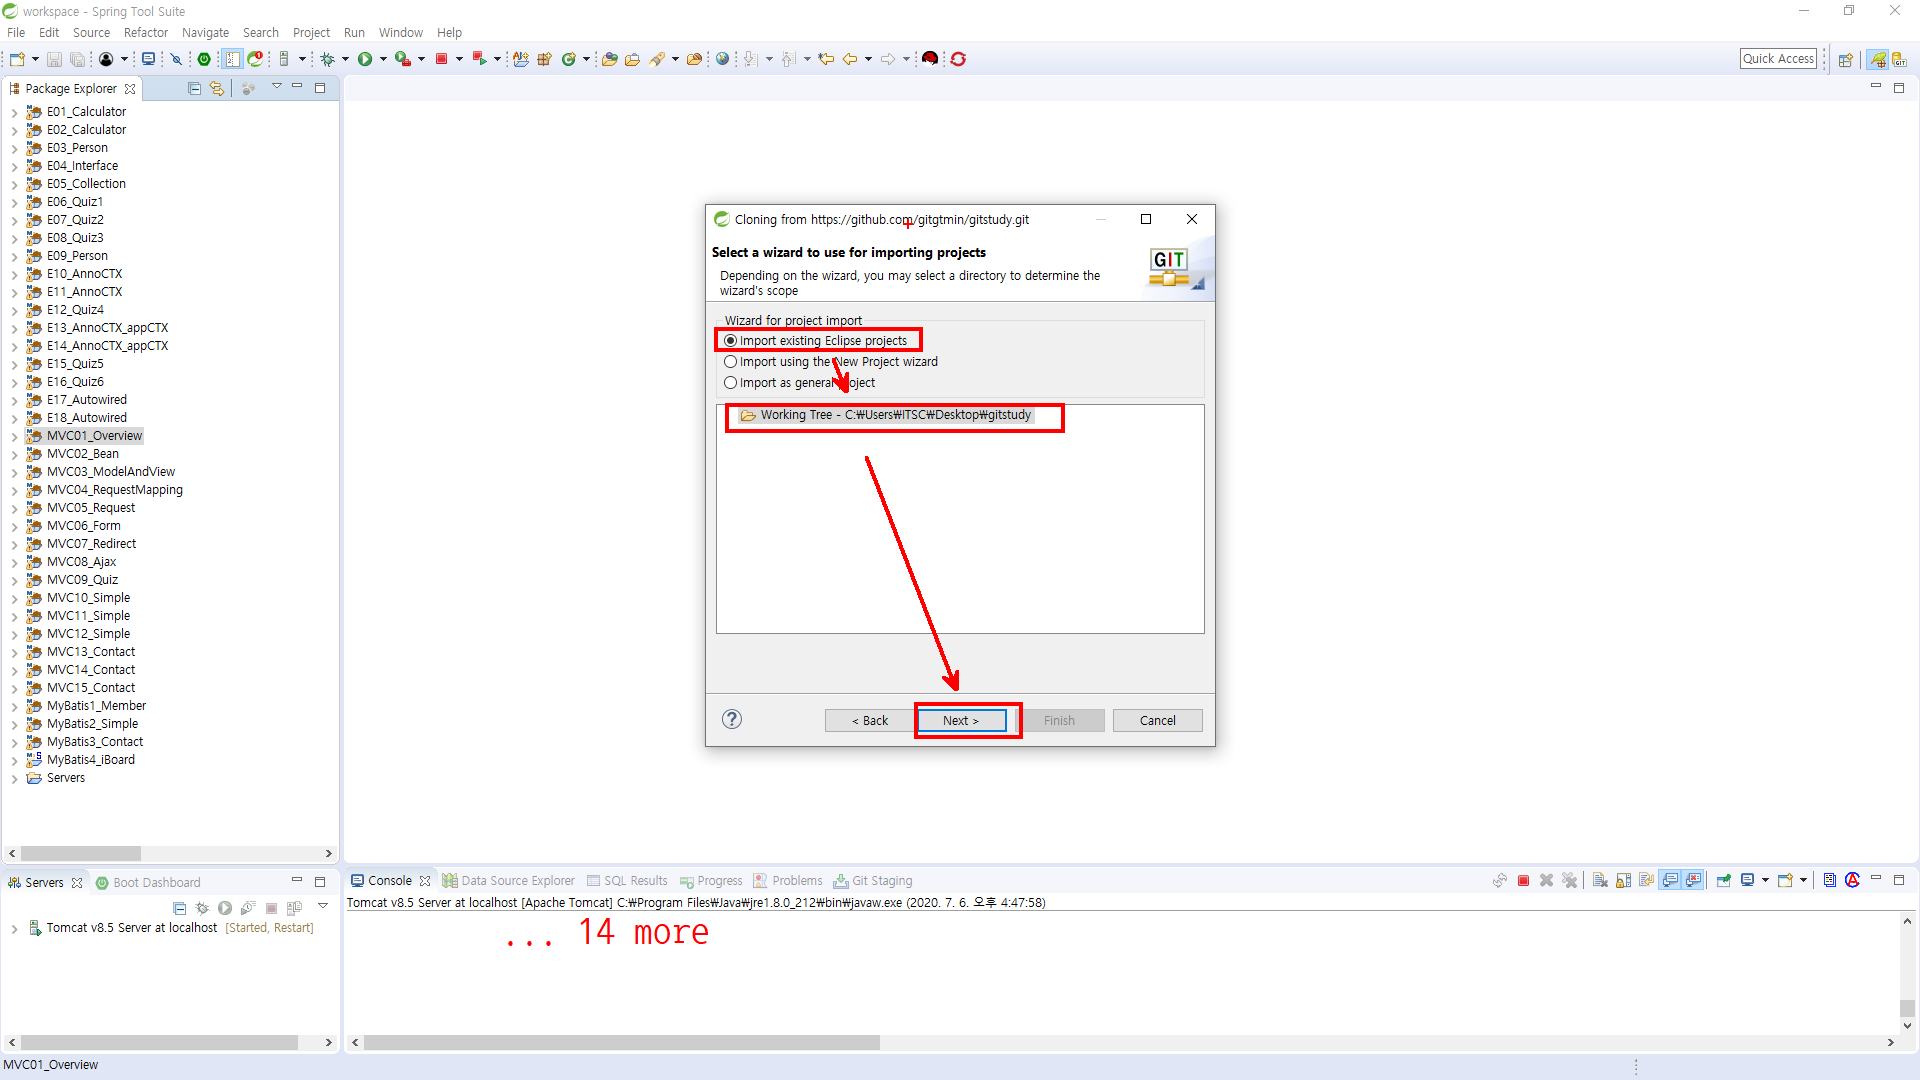 workspace - Spring Tool Suite
File Edit Source Refactor Navigate Search Project Run Window Help
Quick Access
Package Explorer
E01_Calculator
E02_Calculator
E03_Person
E04_Interface
E05_Collection
E06_Quiz1
E07_Quiz2
E08_Quiz3
E09_Person
E10_AnnoCTX
E11_AnnoCTX
E12_Quiz4
E13_AnnoCTX_appCTX
E14_AnnoCTX_appCTX
E15_Quiz5
E16_Quiz6
E17_Autowired
E18_Autowired
MVC01_Overview
MVC02_Bean
MVC03_ModelAndView
MVC04_RequestMapping
MVC05_Request
MVC06_Form
MVC07_Redirect
MVC08_Ajax
MVC09_Quiz
MVC10_Simple
MVC11_Simple
MVC12_Simple
MVC13_Contact
MVC14_Contact
MVC15_Contact
MyBatis1_Member
MyBatis2_Simple
MyBatis3_Contact
MyBatis4_iBoard
Servers
Cloning from https://github.com/gitgtmin/gitstudy.git
Select a wizard to use for importing projects
Depending on the wizard, you may select a directory to determine the
wizard's scope
GIT
Wizard for project import
Import existing Eclipse projects
Import using the New Project wizard
Import as general project
Working Tree - C:₩Users₩ITSC₩Desktop₩gitstudy
< Back Next > Finish Cancel
Servers Boot Dashboard
Tomcat v8.5 Server at localhost [Started, Restart]
Console Data Source Explorer SQL Results Progress Problems Git Staging
Tomcat v8.5 Server at localhost [Apache Tomcat] C:₩Program Files₩Java₩jre1.8.0_212₩bin₩javaw.exe (2020. 7. 6. 오후 4:47:58)
... 14 more
MVC01_Overview